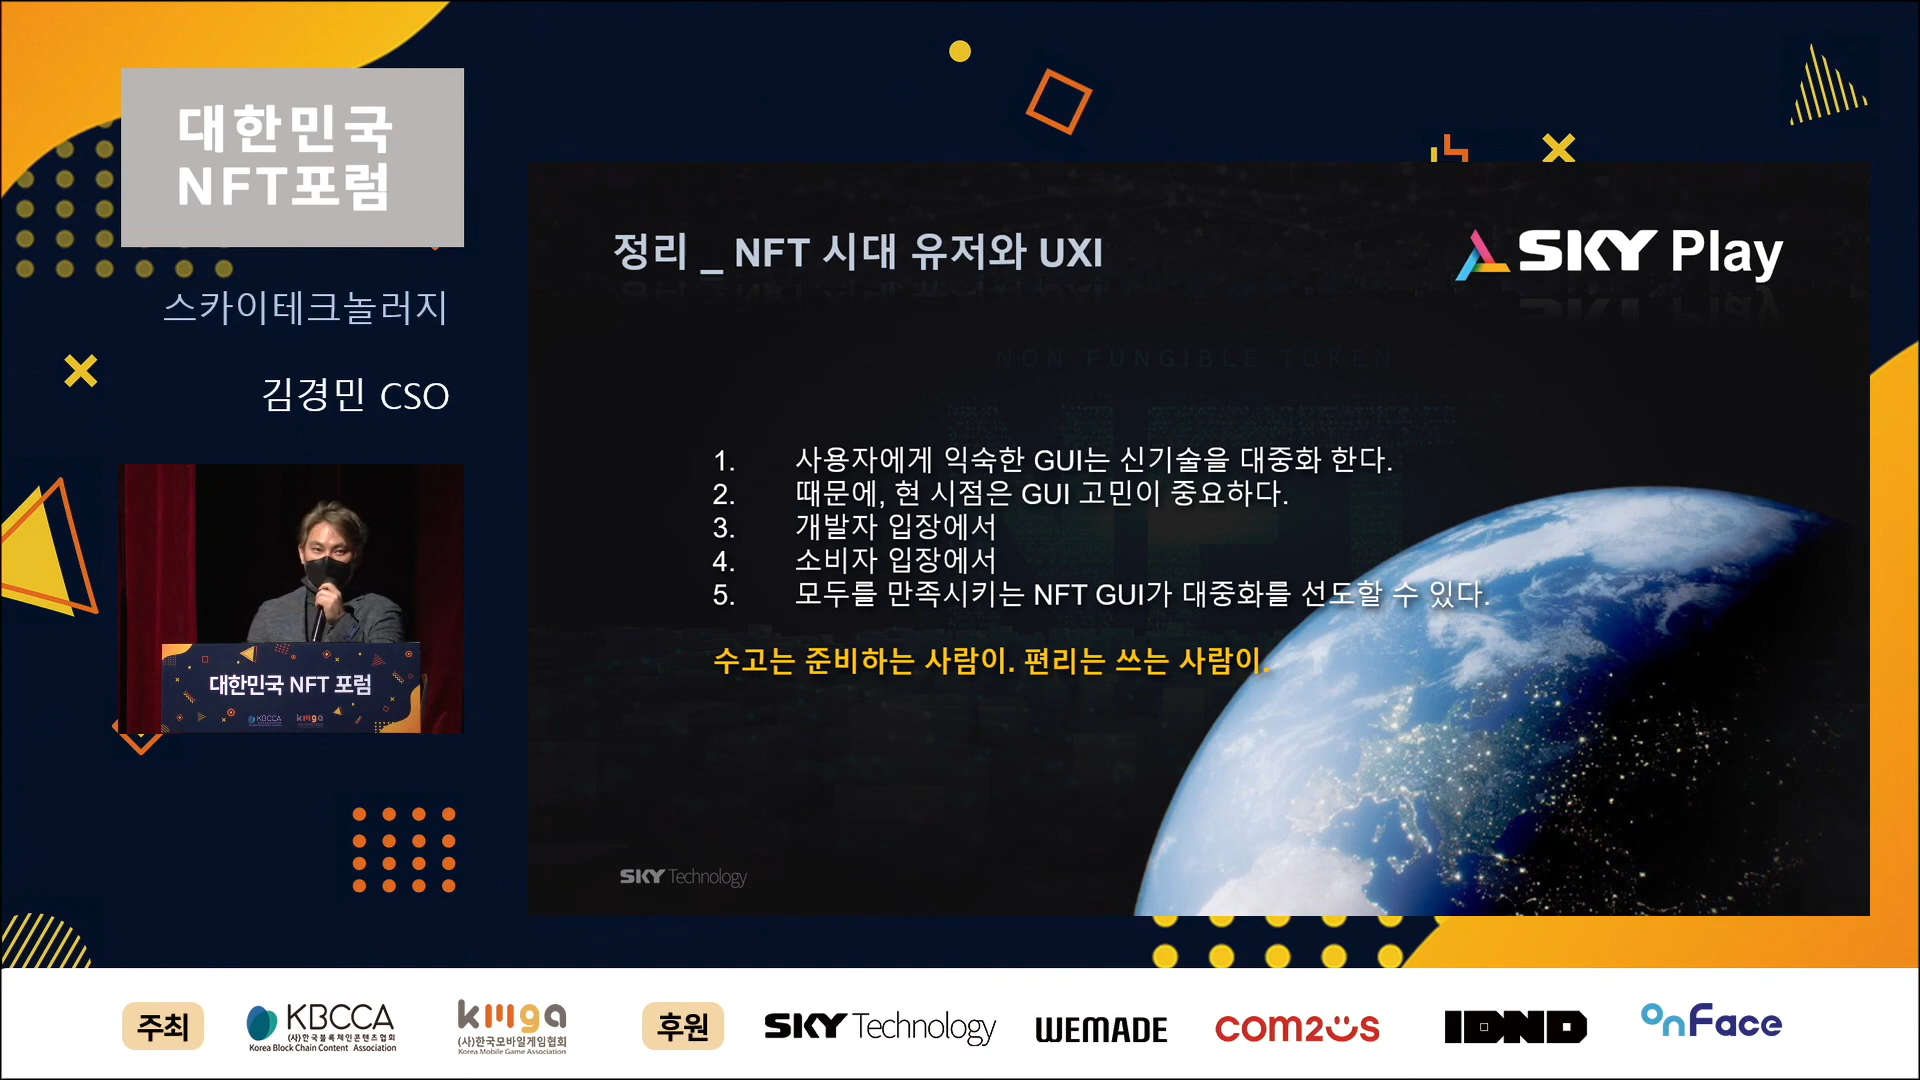 대한민국
NFT포럼
스카이테크놀러지
김경민 CSO
대한민국 NFT 포럼
KBCCA
kmga
정리 _ NFT 시대 유저와 UXI
SKY Play
NON FUNGIBLE TOKEN
NFT
1. 사용자에게 익숙한 GUI는 신기술을 대중화 한다.
2. 때문에, 현 시점은 GUI 고민이 중요하다.
3. 개발자 입장에서
4. 소비자 입장에서
5. 모두를 만족시키는 NFT GUI가 대중화를 선도할 수 있다.
수고는 준비하는 사람이. 편리는 쓰는 사람이.
SKY Technology
주최
KBCCA
(사)한국블록체인콘텐츠협회
Korea Block Chain Content Association
kmga
(사)한국모바일게임협회
Korea Mobile Game Association
후원
SKY Technology
WEMADE
com2us
IDND
onFace